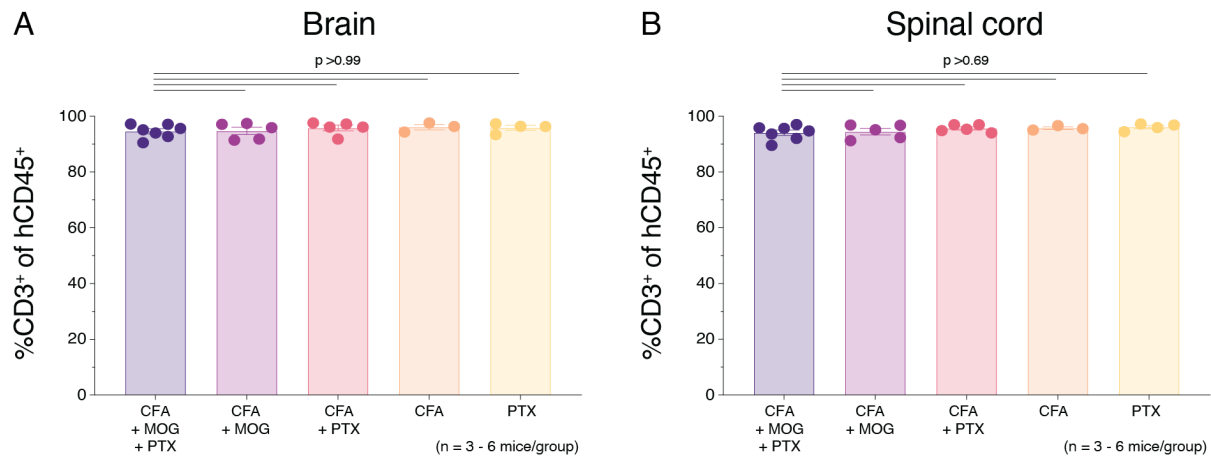 A
Brain
p >0.99
%CD3+ of hCD45+
100
80
60
40
20
0
CFA
+ MOG
+ PTX
CFA
+ MOG
CFA
+ PTX
CFA
PTX
(n = 3 - 6 mice/group)
B
Spinal cord
p >0.69
%CD3+ of hCD45+
100
80
60
40
20
0
CFA
+ MOG
+ PTX
CFA
+ MOG
CFA
+ PTX
CFA
PTX
(n = 3 - 6 mice/group)